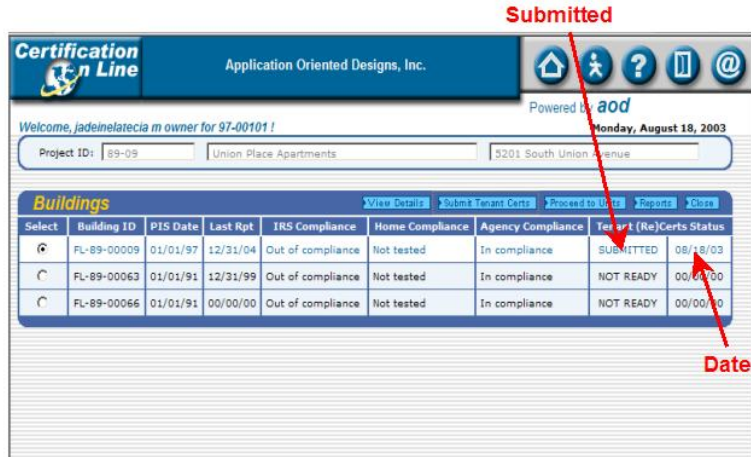 Submitted
Certification
On Line
Application Oriented Designs, Inc.
?
@
Powered by aod
Welcome, jadeinelatecia m owner for 97-00101 !
Monday, August 18, 2003
Project ID: 89-09 Union Place Apartments 5201 South Union Avenue
Buildings View Details Submit Tenant Certs Proceed to Units Reports Close
Select Building ID PIS Date Last Rpt IRS Compliance Home Compliance Agency Compliance Tenant (Re)Certs Status
FL-89-00009 01/01/97 12/31/04 Out of compliance Not tested In compliance SUBMITTED 08/18/03
FL-89-00063 01/01/91 12/31/99 Out of compliance Not tested In compliance NOT READY 00/00/00
FL-89-00066 01/01/91 00/00/00 Out of compliance Not tested In compliance NOT READY 00/00/00
Date